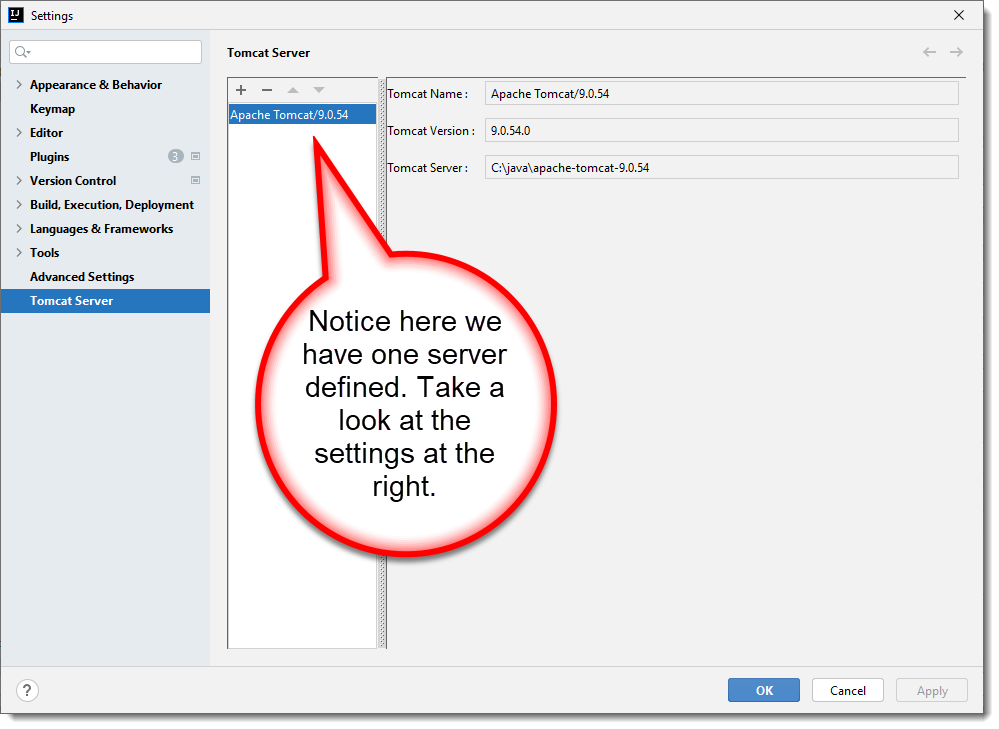 Settings
Tomcat Server
Appearance & Behavior
Keymap
Editor
Plugins 3
Version Control
Build, Execution, Deployment
Languages & Frameworks
Tools
Advanced Settings
Tomcat Server
Apache Tomcat/9.0.54
Tomcat Name : Apache Tomcat/9.0.54
Tomcat Version : 9.0.54.0
Tomcat Server : C:\java\apache-tomcat-9.0.54
Notice here we
have one server
defined. Take a
look at the
settings at the
right.
? OK Cancel Apply